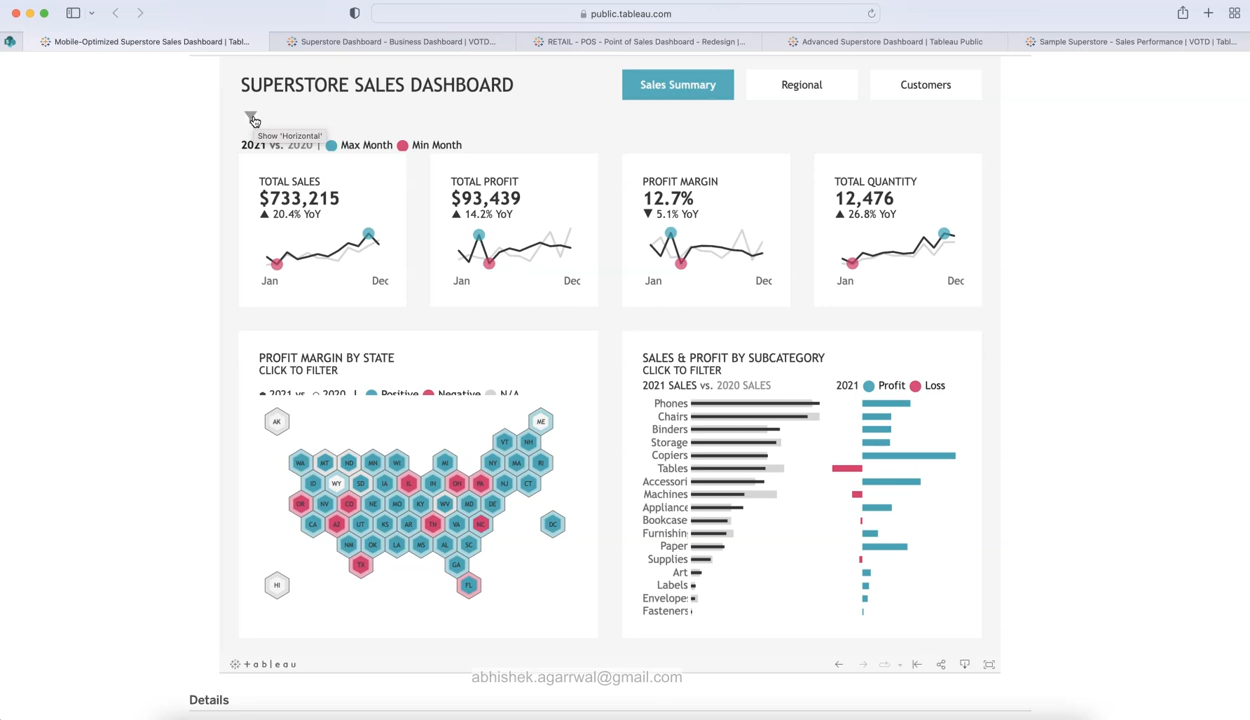 public.tableau.com
Mobile-Optimized Superstore Sales Dashboard | Tabl...
Superstore Dashboard - Business Dashboard | VOTD...
RETAIL - POS - Point of Sales Dashboard - Redesign |...
Advanced Superstore Dashboard | Tableau Public
Sample Superstore - Sales Performance | VOTD | Tabl...
SUPERSTORE SALES DASHBOARD
Sales Summary
Regional
Customers
Show 'Horizontal'
2021 vs. 2020 | Max Month Min Month
TOTAL SALES
$733,215
▲ 20.4% YoY
Jan Dec
TOTAL PROFIT
$93,439
▲ 14.2% YoY
Jan Dec
PROFIT MARGIN
12.7%
▼ 5.1% YoY
Jan Dec
TOTAL QUANTITY
12,476
▲ 26.8% YoY
Jan Dec
PROFIT MARGIN BY STATE
CLICK TO FILTER
2021 vs. 2020 | Positive Negative N/A
AK ME
VT NH
WA MT ND MN WI MI NY MA RI
ID WY SD IA IL IN OH PA NJ CT
OR NV CO NE MO KY WV MD DE
CA AZ UT KS AR TN VA NC DC
NM OK LA MS AL SC
TX GA
HI FL
SALES & PROFIT BY SUBCATEGORY
CLICK TO FILTER
2021 SALES vs. 2020 SALES 2021 Profit Loss
Phones
Chairs
Binders
Storage
Copiers
Tables
Accessori
Machines
Appliance
Bookcase
Furnishin
Paper
Supplies
Art
Labels
Envelope
Fasteners
+ a b l e a u
abhishek.agarrwal@gmail.com
Details